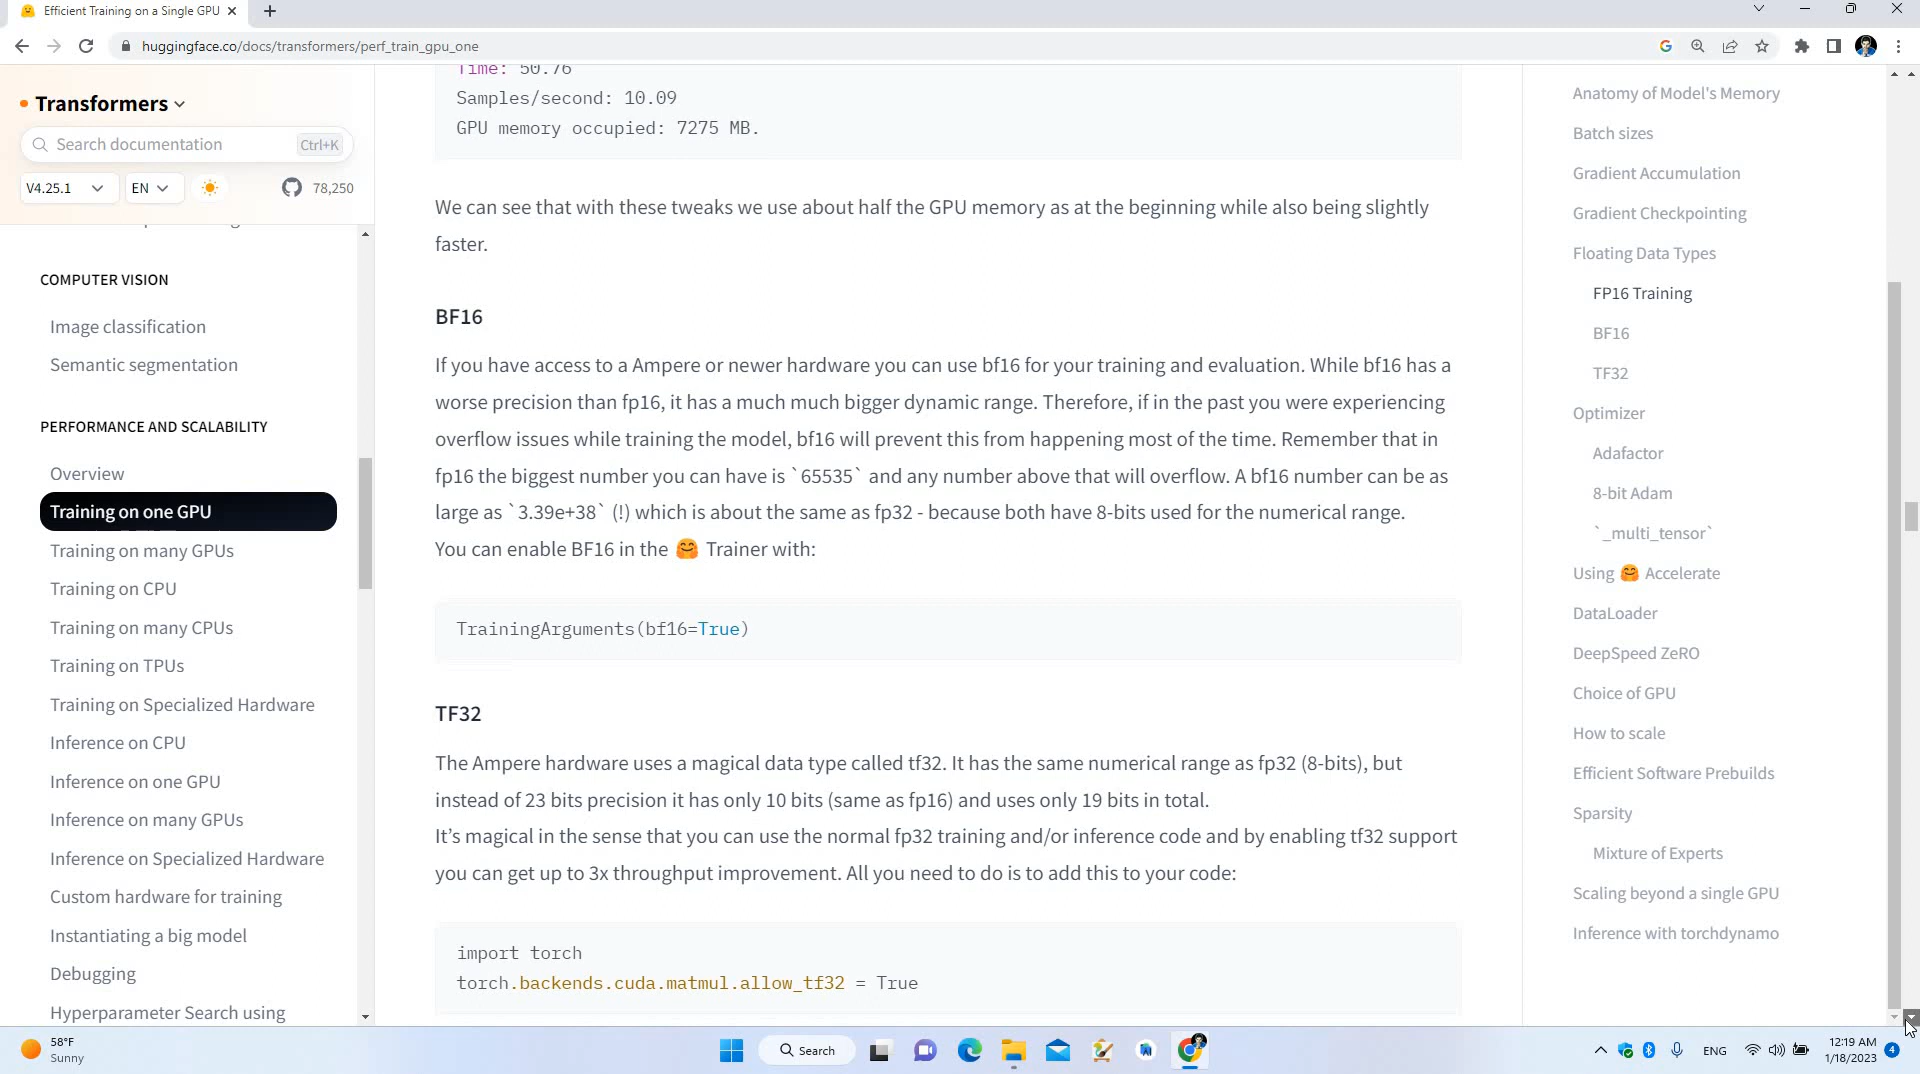 Efficient Training on a Single GPU
huggingface.co/docs/transformers/perf_train_gpu_one
Transformers
Search documentation
Ctrl+K
V4.25.1
EN
78,250
COMPUTER VISION
Image classification
Semantic segmentation
PERFORMANCE AND SCALABILITY
Overview
Training on one GPU
Training on many GPUs
Training on CPU
Training on many CPUs
Training on TPUs
Training on Specialized Hardware
Inference on CPU
Inference on one GPU
Inference on many GPUs
Inference on Specialized Hardware
Custom hardware for training
Instantiating a big model
Debugging
Hyperparameter Search using
Time: 50.76
Samples/second: 10.09
GPU memory occupied: 7275 MB.
We can see that with these tweaks we use about half the GPU memory as at the beginning while also being slightly
faster.
BF16
If you have access to a Ampere or newer hardware you can use bf16 for your training and evaluation. While bf16 has a
worse precision than fp16, it has a much much bigger dynamic range. Therefore, if in the past you were experiencing
overflow issues while training the model, bf16 will prevent this from happening most of the time. Remember that in
fp16 the biggest number you can have is `65535` and any number above that will overflow. A bf16 number can be as
large as `3.39e+38` (!) which is about the same as fp32 - because both have 8-bits used for the numerical range.
You can enable BF16 in the 🤗 Trainer with:
TrainingArguments(bf16=True)
TF32
The Ampere hardware uses a magical data type called tf32. It has the same numerical range as fp32 (8-bits), but
instead of 23 bits precision it has only 10 bits (same as fp16) and uses only 19 bits in total.
It's magical in the sense that you can use the normal fp32 training and/or inference code and by enabling tf32 support
you can get up to 3x throughput improvement. All you need to do is to add this to your code:
import torch
torch.backends.cuda.matmul.allow_tf32 = True
Anatomy of Model's Memory
Batch sizes
Gradient Accumulation
Gradient Checkpointing
Floating Data Types
FP16 Training
BF16
TF32
Optimizer
Adafactor
8-bit Adam
`_multi_tensor`
Using 🤗 Accelerate
DataLoader
DeepSpeed ZeRO
Choice of GPU
How to scale
Efficient Software Prebuilds
Sparsity
Mixture of Experts
Scaling beyond a single GPU
Inference with torchdynamo
58°F
Sunny
Search
ENG
12:19 AM
1/18/2023
4